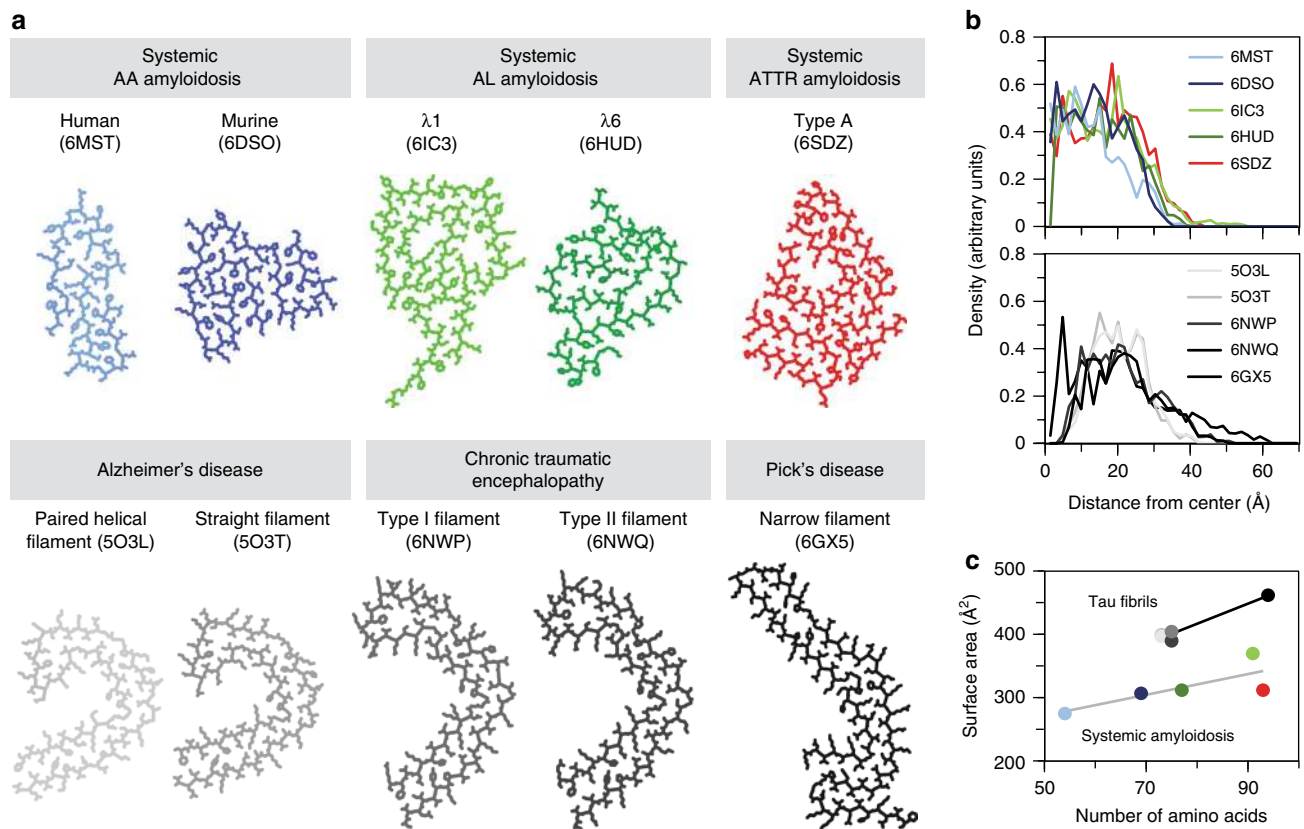 a
Systemic
AA amyloidosis
Systemic
AL amyloidosis
Systemic
ATTR amyloidosis
Human
(6MST)
Murine
(6DSO)
λ1
(6IC3)
λ6
(6HUD)
Type A
(6SDZ)
Alzheimer's disease
Chronic traumatic
encephalopathy
Pick's disease
Paired helical
filament (5O3L)
Straight filament
(5O3T)
Type I filament
(6NWP)
Type II filament
(6NWQ)
Narrow filament
(6GX5)
b
0.8
0.6
0.4
0.2
0
6MST
6DSO
6IC3
6HUD
6SDZ
Density (arbitrary units)
0.8
0.6
0.4
0.2
0
5O3L
5O3T
6NWP
6NWQ
6GX5
0 20 40 60
Distance from center (Å)
c
500
400
300
200
Surface area (Å²)
Tau fibrils
Systemic amyloidosis
50 70 90
Number of amino acids